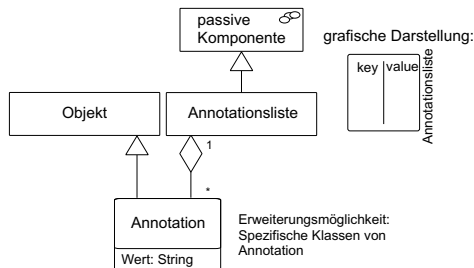 passive
Komponente
grafische Darstellung:
key value
Annotationsliste
Objekt
Annotationsliste
1
*
Annotation
Wert: String
Erweiterungsmöglichkeit:
Spezifische Klassen von
Annotation